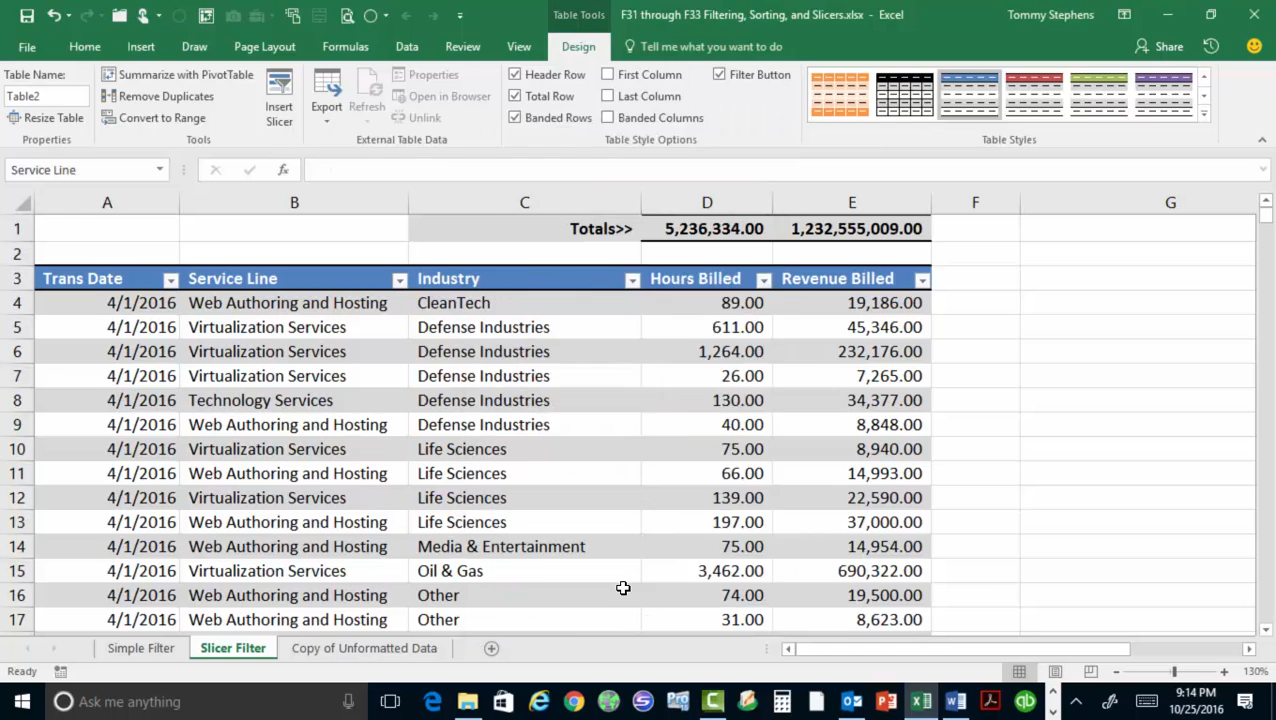 Table Tools
F31 through F33 Filtering, Sorting, and Slicers.xlsx - Excel
Tommy Stephens
File Home Insert Draw Page Layout Formulas Data Review View Design Tell me what you want to do Share
Table Name:
Table2
Resize Table
Properties
Summarize with PivotTable
Remove Duplicates
Convert to Range
Tools
Insert
Slicer
Export
Refresh
Properties
Open in Browser
Unlink
External Table Data
Header Row First Column Filter Button
Total Row Last Column
Banded Rows Banded Columns
Table Style Options
Table Styles
Service Line
fx
A B C D E F G
1 Totals>> 5,236,334.00 1,232,555,009.00
2
3 Trans Date Service Line Industry Hours Billed Revenue Billed
4 4/1/2016 Web Authoring and Hosting CleanTech 89.00 19,186.00
5 4/1/2016 Virtualization Services Defense Industries 611.00 45,346.00
6 4/1/2016 Virtualization Services Defense Industries 1,264.00 232,176.00
7 4/1/2016 Virtualization Services Defense Industries 26.00 7,265.00
8 4/1/2016 Technology Services Defense Industries 130.00 34,377.00
9 4/1/2016 Web Authoring and Hosting Defense Industries 40.00 8,848.00
10 4/1/2016 Virtualization Services Life Sciences 75.00 8,940.00
11 4/1/2016 Web Authoring and Hosting Life Sciences 66.00 14,993.00
12 4/1/2016 Virtualization Services Life Sciences 139.00 22,590.00
13 4/1/2016 Web Authoring and Hosting Life Sciences 197.00 37,000.00
14 4/1/2016 Web Authoring and Hosting Media & Entertainment 75.00 14,954.00
15 4/1/2016 Virtualization Services Oil & Gas 3,462.00 690,322.00
16 4/1/2016 Web Authoring and Hosting Other 74.00 19,500.00
17 4/1/2016 Web Authoring and Hosting Other 31.00 8,623.00
Simple Filter Slicer Filter Copy of Unformatted Data
Ready
130%
Ask me anything
9:14 PM
10/25/2016